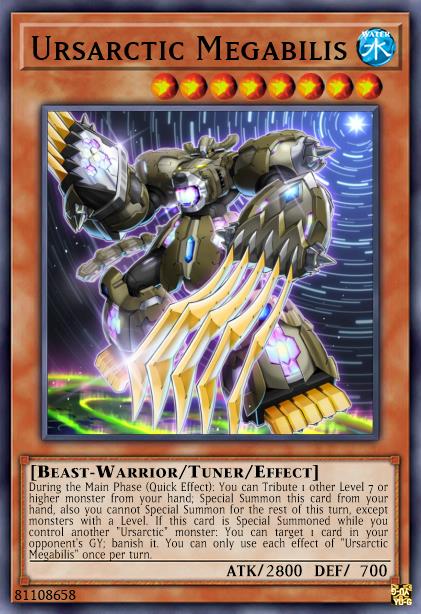 Ursarctic Megabilis
WATER
水
[Beast-Warrior/Tuner/Effect]
During the Main Phase (Quick Effect): You can Tribute 1 other Level 7 or
higher monster from your hand; Special Summon this card from your
hand, also you cannot Special Summon for the rest of this turn, except
monsters with a Level. If this card is Special Summoned while you
control another "Ursarctic" monster: You can target 1 card in your
opponent's GY; banish it. You can only use each effect of "Ursarctic
Megabilis" once per turn.
ATK/2800 DEF/ 700
81108658